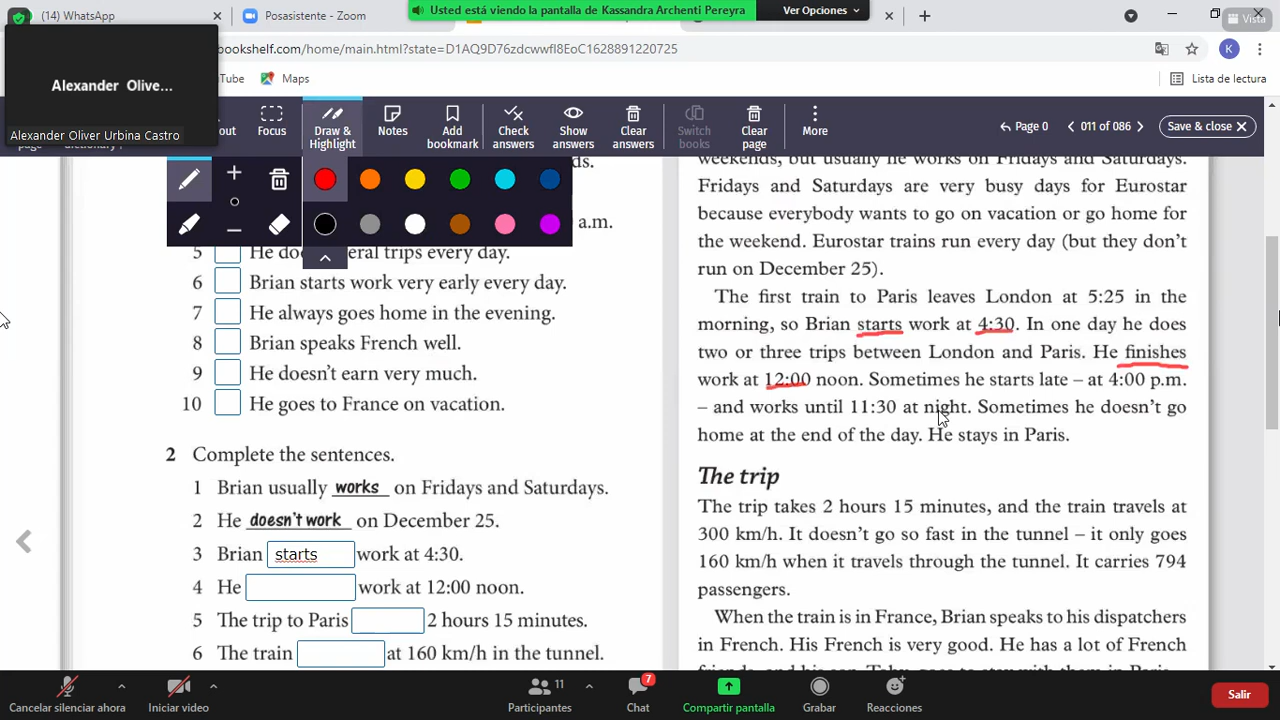 (14) WhatsApp
Posasistente - Zoom
Usted está viendo la pantalla de Kassandra Archenti Pereyra
Ver Opciones
Vista
bookshelf.com/home/main.html?state=D1AQ9D76zdcwwfl8EoC1628891220725
K
Maps
Lista de lectura
Alexander Olive...
Alexander Oliver Urbina Castro
Focus
Draw & Highlight
Notes
Add bookmark
Check answers
Show answers
Clear answers
Switch books
Clear page
More
Page 0
011 of 086
Save & close
a.m.
5 He eral trips every day.
6 Brian starts work very early every day.
7 He always goes home in the evening.
8 Brian speaks French well.
9 He doesn't earn very much.
10 He goes to France on vacation.
2 Complete the sentences.
1 Brian usually works on Fridays and Saturdays.
2 He doesn't work on December 25.
3 Brian starts work at 4:30.
4 He work at 12:00 noon.
5 The trip to Paris 2 hours 15 minutes.
6 The train at 160 km/h in the tunnel.
weekends, but usually he works on Fridays and Saturdays.
Fridays and Saturdays are very busy days for Eurostar
because everybody wants to go on vacation or go home for
the weekend. Eurostar trains run every day (but they don't
run on December 25).
The first train to Paris leaves London at 5:25 in the
morning, so Brian starts work at 4:30. In one day he does
two or three trips between London and Paris. He finishes
work at 12:00 noon. Sometimes he starts late – at 4:00 p.m.
– and works until 11:30 at night. Sometimes he doesn't go
home at the end of the day. He stays in Paris.
The trip
The trip takes 2 hours 15 minutes, and the train travels at
300 km/h. It doesn't go so fast in the tunnel – it only goes
160 km/h when it travels through the tunnel. It carries 794
passengers.
When the train is in France, Brian speaks to his dispatchers
in French. His French is very good. He has a lot of French
Cancelar silenciar ahora
Iniciar video
11
Participantes
7
Chat
Compartir pantalla
Grabar
Reacciones
Salir